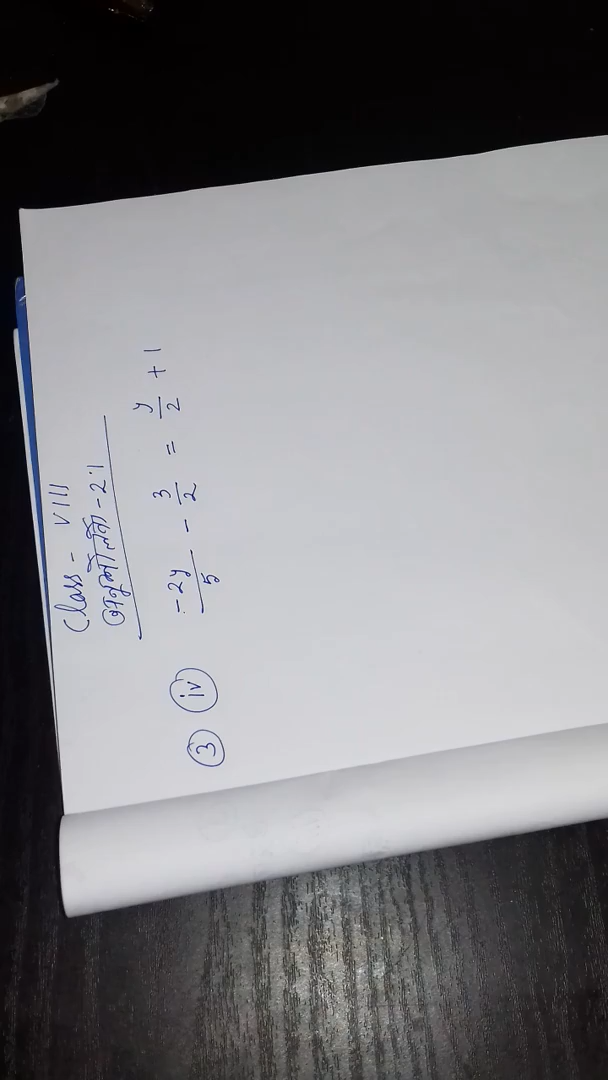 Class - VIII
অনুশীলনী - 2.1
③ ⓘⓥ -2y/5 - 3/2 = y/2 + 1